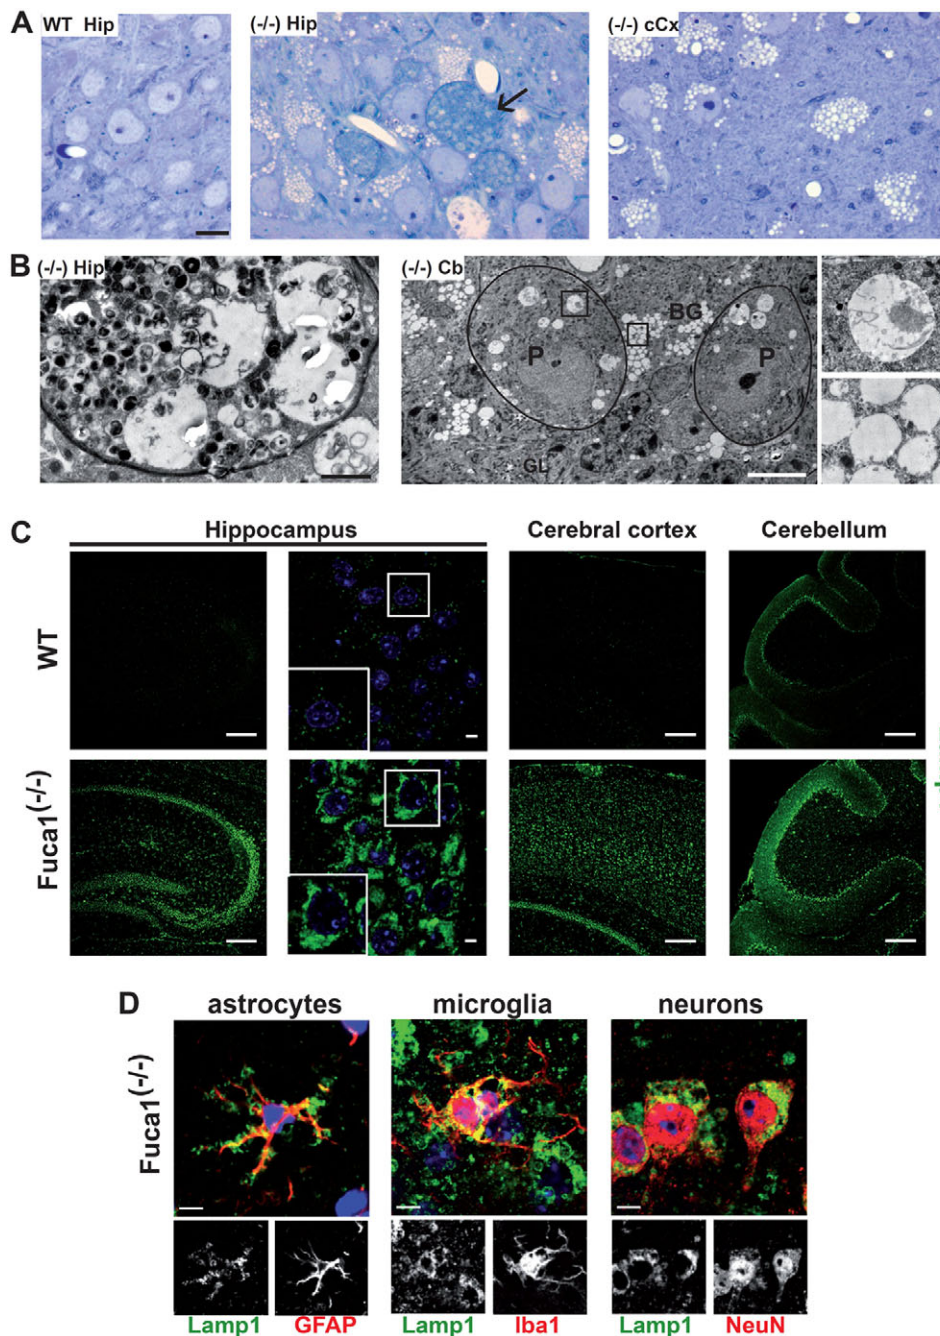 A
WT Hip
(-/-) Hip
(-/-) cCx
B
(-/-) Hip
(-/-) Cb
BG
P
P
GL
C
Hippocampus
Cerebral cortex
Cerebellum
WT
Fuca1(-/-)
D
astrocytes
microglia
neurons
Fuca1(-/-)
Lamp1 GFAP
Lamp1 Iba1
Lamp1 NeuN